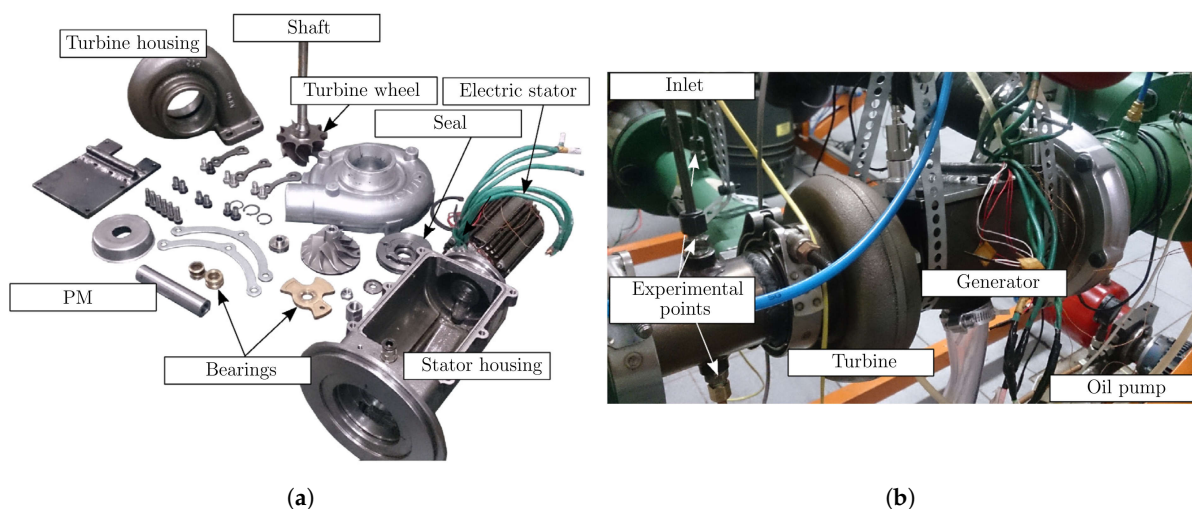 Shaft
Turbine housing
Turbine wheel
Electric stator
Seal
PM
Bearings
Stator housing
(a)
Inlet
Experimental
points
Generator
Turbine
Oil pump
(b)